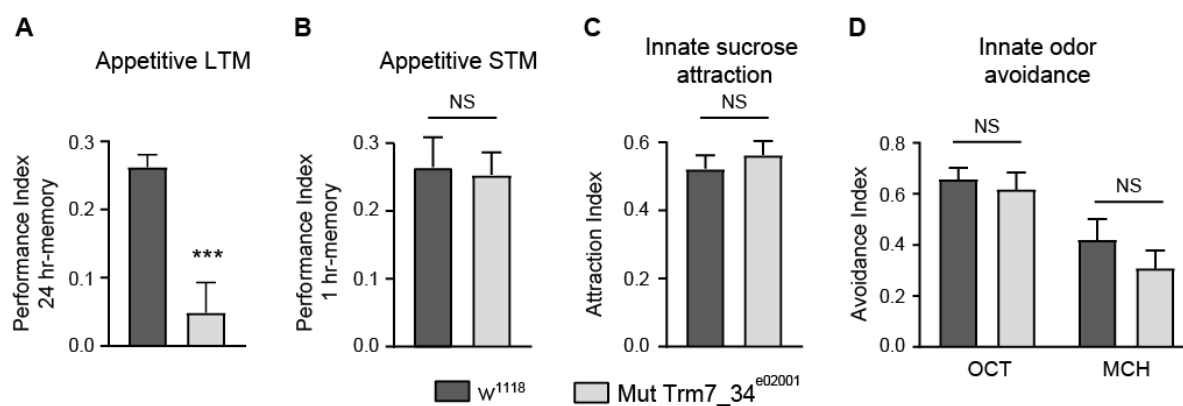 A
Appetitive LTM
Performance Index
24 hr-memory
0.3
0.2
0.1
0.0
***
B
Appetitive STM
NS
Performance Index
1 hr-memory
0.3
0.2
0.1
0.0
C
Innate sucrose
attraction
NS
Attraction Index
0.6
0.4
0.2
0.0
D
Innate odor
avoidance
NS
NS
Avoidance Index
0.8
0.6
0.4
0.2
0.0
OCT
MCH
w1118
Mut Trm7_34e02001